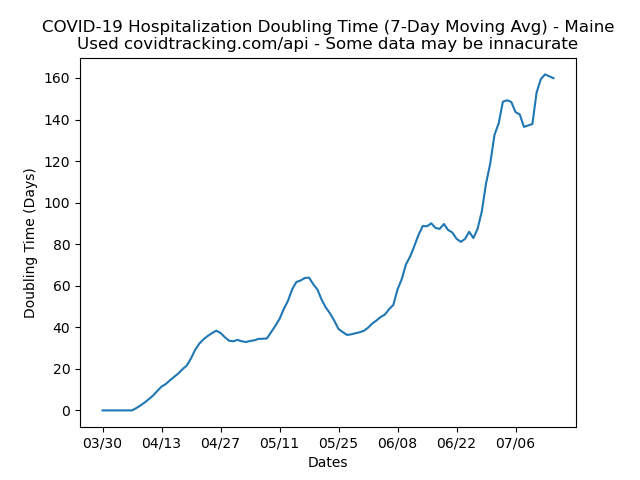 COVID-19 Hospitalization Doubling Time (7-Day Moving Avg) - Maine
Used covidtracking.com/api - Some data may be innacurate
160
140
120
100
80
60
40
20
0
Doubling Time (Days)
03/30 04/13 04/27 05/11 05/25 06/08 06/22 07/06
Dates